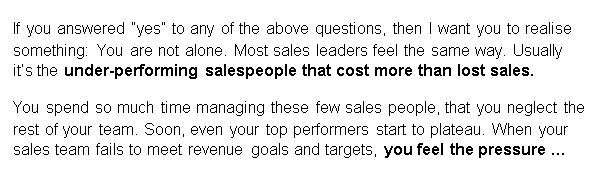 If you answered “yes” to any of the above questions, then I want you to realise
something: You are not alone. Most sales leaders feel the same way. Usually
it’s the under-performing salespeople that cost more than lost sales.
You spend so much time managing these few sales people, that you neglect the
rest of your team. Soon, even your top performers start to plateau. When your
sales team fails to meet revenue goals and targets, you feel the pressure ...